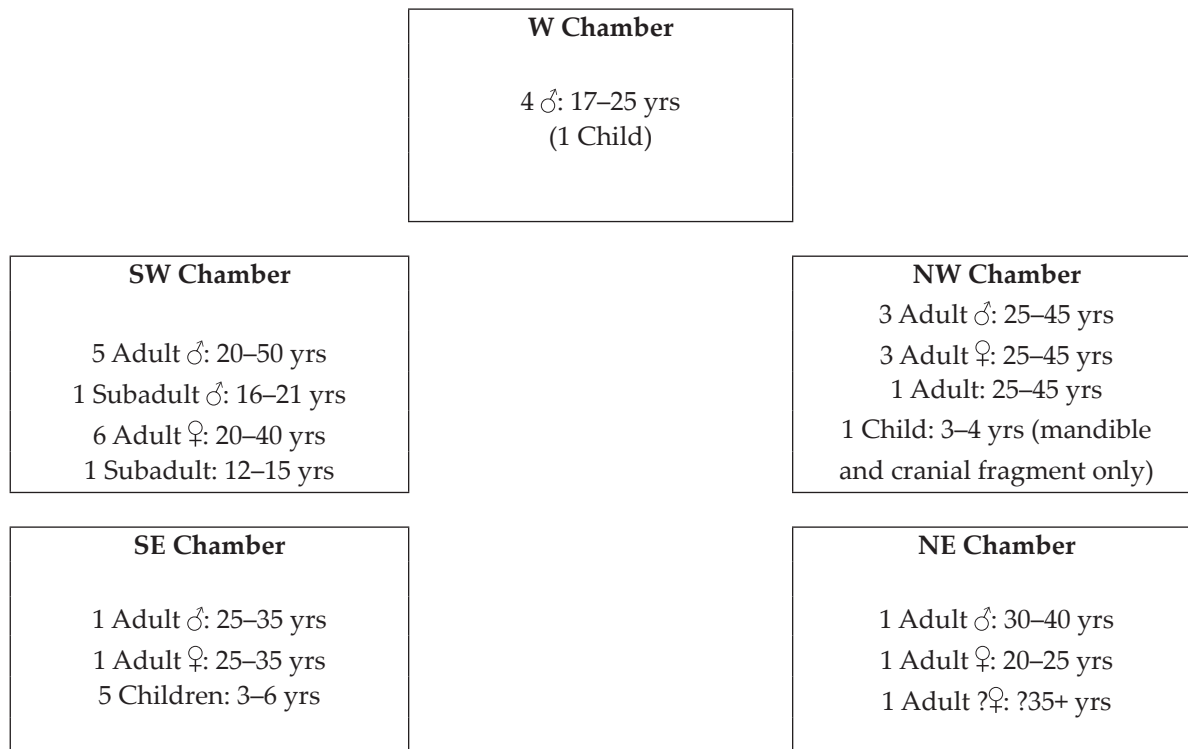 W Chamber
4 ♂: 17–25 yrs
(1 Child)
SW Chamber
5 Adult ♂: 20–50 yrs
1 Subadult ♂: 16–21 yrs
6 Adult ♀: 20–40 yrs
1 Subadult: 12–15 yrs
NW Chamber
3 Adult ♂: 25–45 yrs
3 Adult ♀: 25–45 yrs
1 Adult: 25–45 yrs
1 Child: 3–4 yrs (mandible
and cranial fragment only)
SE Chamber
1 Adult ♂: 25–35 yrs
1 Adult ♀: 25–35 yrs
5 Children: 3–6 yrs
NE Chamber
1 Adult ♂: 30–40 yrs
1 Adult ♀: 20–25 yrs
1 Adult ?♀: ?35+ yrs